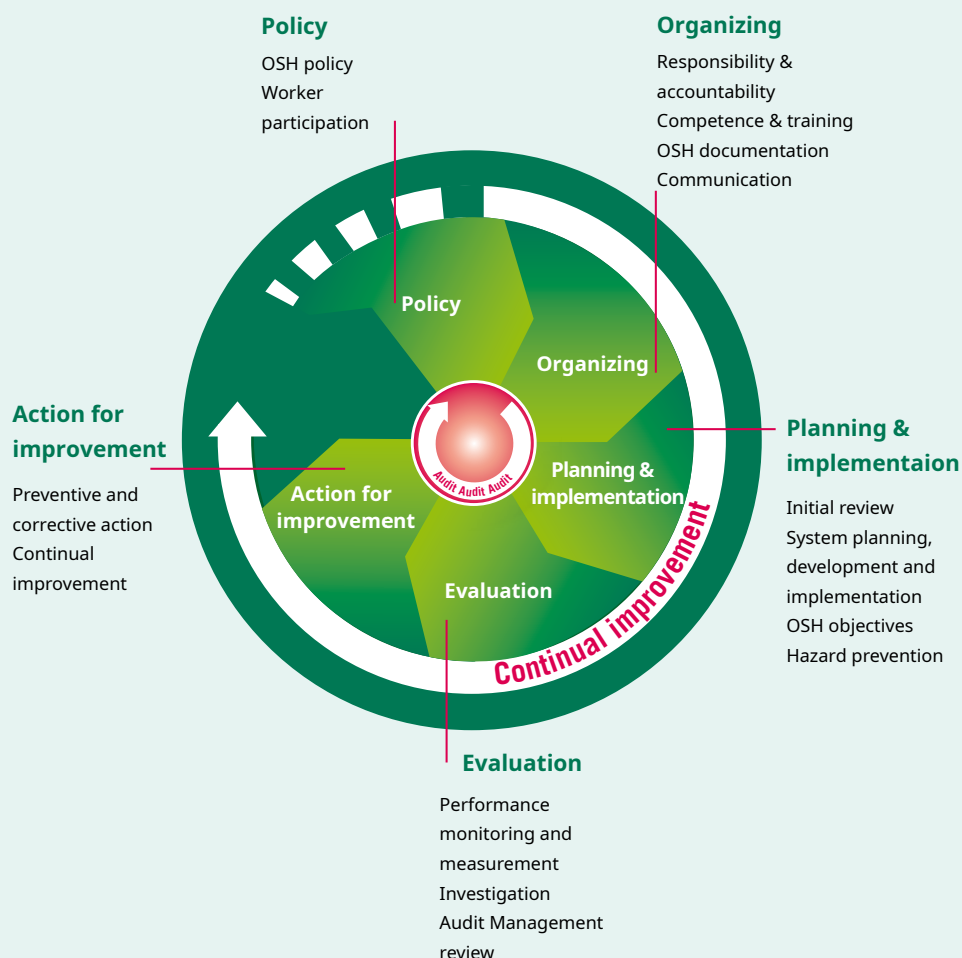 Policy
OSH policy
Worker
participation
Organizing
Responsibility &
accountability
Competence & training
OSH documentation
Communication
Policy
Organizing
Planning &
implementation
Evaluation
Action for
improvement
Audit Audit Audit
Continual improvement
Action for
improvement
Preventive and
corrective action
Continual
improvement
Planning &
implementaion
Initial review
System planning,
development and
implementation
OSH objectives
Hazard prevention
Evaluation
Performance
monitoring and
measurement
Investigation
Audit Management
review